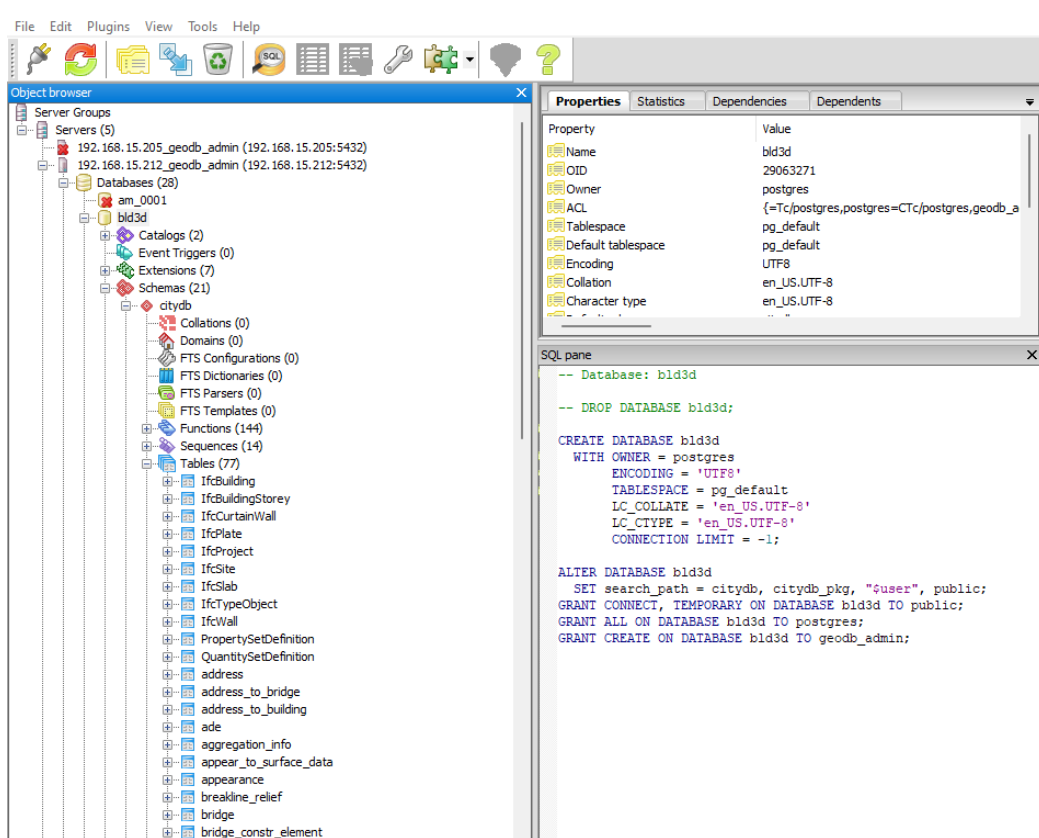 File Edit Plugins View Tools Help
SQL
Object browser
Server Groups
Servers (5)
192.168.15.205_geodb_admin (192.168.15.205:5432)
192.168.15.212_geodb_admin (192.168.15.212:5432)
Databases (28)
am_0001
bld3d
Catalogs (2)
Event Triggers (0)
Extensions (7)
Schemas (21)
citydb
Collations (0)
Domains (0)
FTS Configurations (0)
FTS Dictionaries (0)
FTS Parsers (0)
FTS Templates (0)
Functions (144)
Sequences (14)
Tables (77)
IfcBuilding
IfcBuildingStorey
IfcCurtainWall
IfcPlate
IfcProject
IfcSite
IfcSlab
IfcTypeObject
IfcWall
PropertySetDefinition
QuantitySetDefinition
address
address_to_bridge
address_to_building
ade
aggregation_info
appear_to_surface_data
appearance
breakline_relief
bridge
bridge_constr_element
Properties Statistics Dependencies Dependents
Property Value
Name bld3d
OID 29063271
Owner postgres
ACL {=Tc/postgres,postgres=CTc/postgres,geodb_a
Tablespace pg_default
Default tablespace pg_default
Encoding UTF8
Collation en_US.UTF-8
Character type en_US.UTF-8
SQL pane
-- Database: bld3d
-- DROP DATABASE bld3d;
CREATE DATABASE bld3d
WITH OWNER = postgres
ENCODING = 'UTF8'
TABLESPACE = pg_default
LC_COLLATE = 'en_US.UTF-8'
LC_CTYPE = 'en_US.UTF-8'
CONNECTION LIMIT = -1;
ALTER DATABASE bld3d
SET search_path = citydb, citydb_pkg, "$user", public;
GRANT CONNECT, TEMPORARY ON DATABASE bld3d TO public;
GRANT ALL ON DATABASE bld3d TO postgres;
GRANT CREATE ON DATABASE bld3d TO geodb_admin;